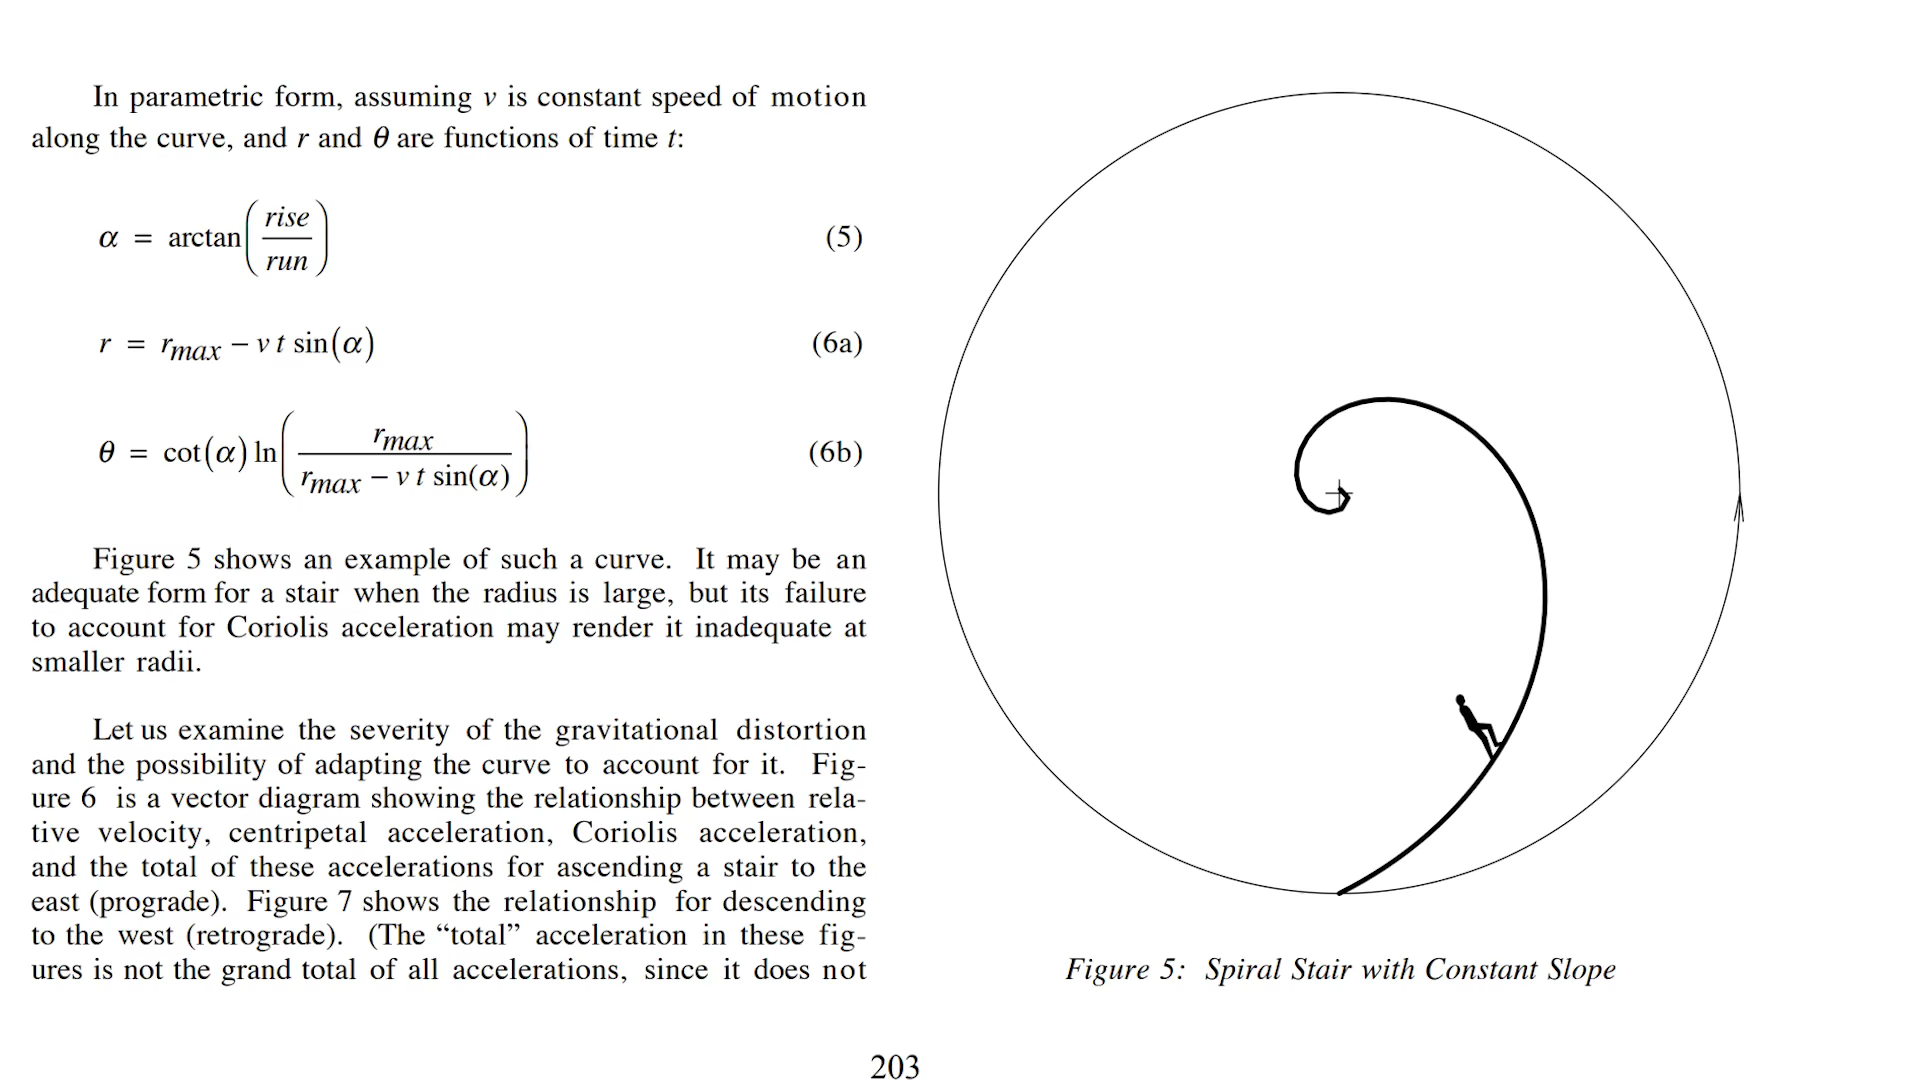 In parametric form, assuming v is constant speed of motion
along the curve, and r and θ are functions of time t:
α = arctan(rise/run) (5)
r = rmax − v t sin(α) (6a)
θ = cot(α) ln(rmax/(rmax − v t sin(α))) (6b)
Figure 5 shows an example of such a curve. It may be an
adequate form for a stair when the radius is large, but its failure
to account for Coriolis acceleration may render it inadequate at
smaller radii.
Let us examine the severity of the gravitational distortion
and the possibility of adapting the curve to account for it. Fig-
ure 6 is a vector diagram showing the relationship between rela-
tive velocity, centripetal acceleration, Coriolis acceleration,
and the total of these accelerations for ascending a stair to the
east (prograde). Figure 7 shows the relationship for descending
to the west (retrograde). (The “total” acceleration in these fig-
ures is not the grand total of all accelerations, since it does not
Figure 5: Spiral Stair with Constant Slope
203